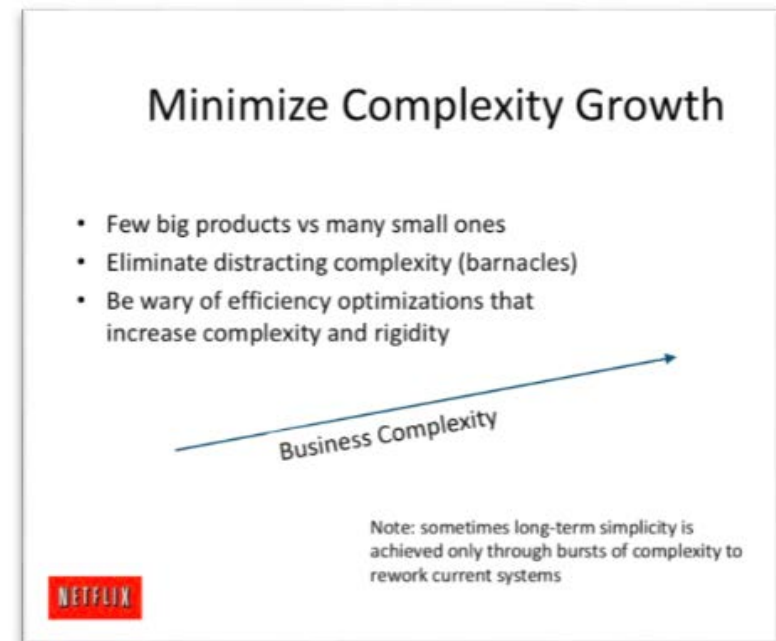 Minimize Complexity Growth
• Few big products vs many small ones
• Eliminate distracting complexity (barnacles)
• Be wary of efficiency optimizations that
increase complexity and rigidity
Business Complexity
Note: sometimes long-term simplicity is
achieved only through bursts of complexity to
rework current systems
NETFLIX